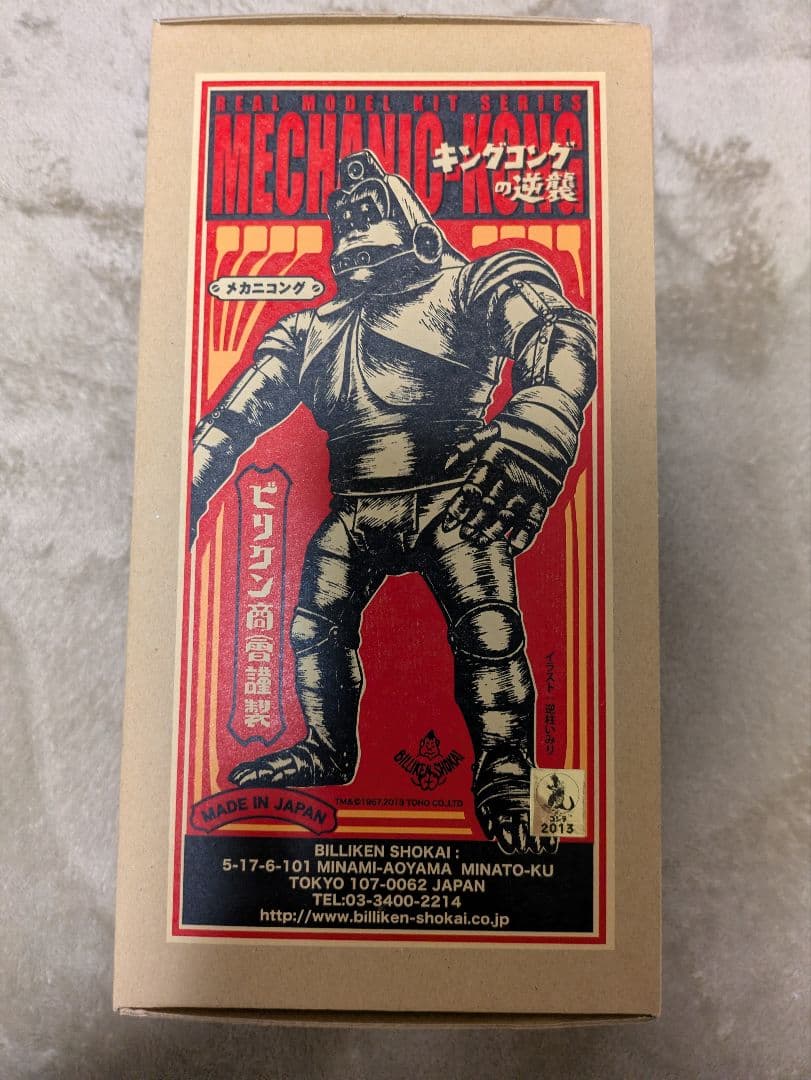 REAL MODEL KIT SERIES
MECHANIC-KONG
キングコング
の逆襲
メカニコング
ビリケン商會謹製
イラスト 逆柱いみり
BILLIKEN SHOKAI
TM&©1967,2013 TOHO CO.,LTD
MADE IN JAPAN
2013
BILLIKEN SHOKAI :
5-17-6-101 MINAMI-AOYAMA MINATO-KU
TOKYO 107-0062 JAPAN
TEL:03-3400-2214
http://www.billiken-shokai.co.jp